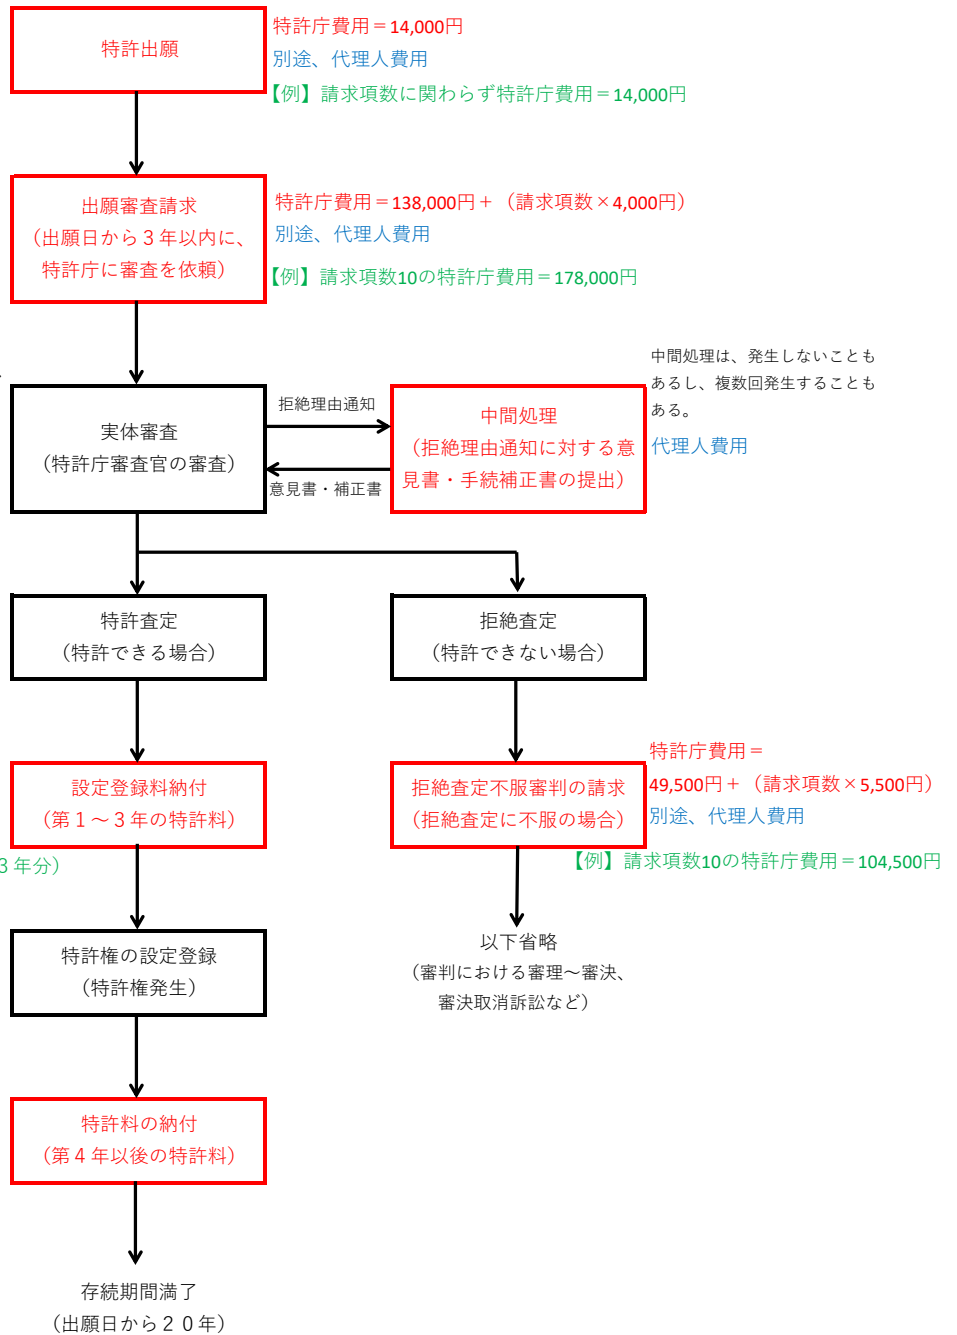 特許出願
特許庁費用＝14,000円
別途、代理人費用
【例】請求項数に関わらず特許庁費用＝14,000円
出願審査請求
（出願日から３年以内に、
特許庁に審査を依頼）
特許庁費用＝138,000円＋（請求項数×4,000円）
別途、代理人費用
【例】請求項数10の特許庁費用＝178,000円
実体審査
（特許庁審査官の審査）
拒絶理由通知
意見書・補正書
中間処理
（拒絶理由通知に対する意
見書・手続補正書の提出）
中間処理は、発生しないことも
あるし、複数回発生することも
ある。
代理人費用
特許査定
（特許できる場合）
拒絶査定
（特許できない場合）
設定登録料納付
（第１～３年の特許料）
３年分）
拒絶査定不服審判の請求
（拒絶査定に不服の場合）
特許庁費用＝
49,500円＋（請求項数×5,500円）
別途、代理人費用
【例】請求項数10の特許庁費用＝104,500円
特許権の設定登録
（特許権発生）
以下省略
（審判における審理～審決、
審決取消訴訟など）
特許料の納付
（第４年以後の特許料）
存続期間満了
（出願日から２０年）